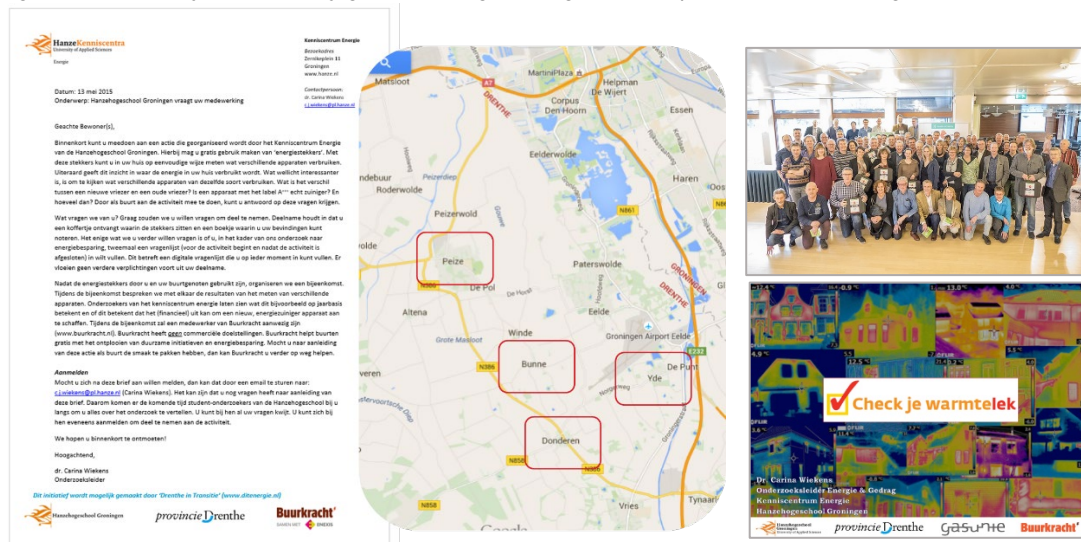 HanzeKenniscentra
University of Applied Sciences
Energie
Kenniscentrum Energie
Bezoekadres
Zernikeplein 11
Groningen
www.hanze.nl
Contactpersoon:
dr. Carina Wiekens
c.j.wiekens@pl.hanze.nl
Datum: 13 mei 2015
Onderwerp: Hanzehogeschool Groningen vraagt uw medewerking
Geachte Bewoner(s),
Binnenkort kunt u meedoen aan een actie die georganiseerd wordt door het Kenniscentrum Energie
van de Hanzehogeschool Groningen. Hierbij mag u gratis gebruik maken van 'energiestekkers'. Met
deze stekkers kunt u in uw huis op eenvoudige wijze meten wat verschillende apparaten verbruiken.
Uiteraard geeft dit inzicht in waar de energie in uw huis verbruikt wordt. Wat wellicht interessanter
is, is om te kijken wat verschillende apparaten van dezelfde soort verbruiken. Wat is het verschil
tussen een nieuwe vriezer en een oude vriezer? Is een apparaat met het label A+++ echt zuiniger? En
hoeveel dan? Door als buurt aan de activiteit mee te doen, kunt u antwoord op deze vragen krijgen.
Wat vragen we van u? Graag zouden we u willen vragen om deel te nemen. Deelname houdt in dat u
een koffertje ontvangt waarin de stekkers zitten en een boekje waarin u uw bevindingen kunt
noteren. Het enige wat we u verder willen vragen is of u, in het kader van ons onderzoek naar
energiebesparing, tweemaal een vragenlijst (voor de activiteit begint en nadat de activiteit is
afgesloten) in wilt vullen. Dit betreft een digitale vragenlijst die u op ieder moment in kunt vullen. Er
vloeien geen verdere verplichtingen voort uit uw deelname.
Nadat de energiestekkers door u en uw buurtgenoten gebruikt zijn, organiseren we een bijeenkomst.
Tijdens de bijeenkomst bespreken we met elkaar de resultaten van het meten van verschillende
apparaten. Onderzoekers van het kenniscentrum energie laten zien wat dit bijvoorbeeld op jaarbasis
betekent en of dit betekent dat het (financieel) uit kan om een nieuw, energiezuiniger apparaat aan
te schaffen. Tijdens de bijeenkomst zal een medewerker van Buurkracht aanwezig zijn
(www.buurkracht.nl). Buurkracht heeft geen commerciële doelstellingen. Buurkracht helpt buurten
gratis met het ontplooien van duurzame initiatieven en energiebesparing. Mocht u naar aanleiding
van deze actie als buurt de smaak te pakken hebben, dan kan Buurkracht u verder op weg helpen.
Aanmelden
Mocht u zich na deze brief aan willen melden, dan kan dat door een email te sturen naar:
c.j.wiekens@pl.hanze.nl (Carina Wiekens). Het kan zijn dat u nog vragen heeft naar aanleiding van
deze brief. Daarom komen er de komende tijd student-onderzoekers van de Hanzehogeschool bij u
langs om u alles over het onderzoek te vertellen. U kunt bij hen al uw vragen kwijt. U kunt zich bij
hen eveneens aanmelden om deel te nemen aan de activiteit.
We hopen u binnenkort te ontmoeten!
Hoogachtend,
dr. Carina Wiekens
Onderzoeksleider
Dit initiatief wordt mogelijk gemaakt door 'Drenthe in Transitie' (www.ditenergie.nl)
Hanzehogeschool Groningen
provincie Drenthe
Buurkracht
SAMEN MET ENEXIS
Matsloot
MartiniPlaza
Helpman
De Wijert
A7
DRENTHE
Corpus
Den Hoorn
Essen
Eelderwolde
Haren
Peizerdiep
Roderwolde
Peizerwold
N861
Peize
Paterswolde
GRONINGEN
DRENTHE
N386
De Pol
Altena
Eelde
Groningen Airport Eelde
Grote Masloot
Winde
E232
N386
Bunne
De Punt
Yde
Norgerweg
Donderen
N858
N386
N858
Vries
Tynaarl
Google
Check je warmtelek
Dr. Carina Wiekens
Onderzoeksleider Energie & Gedrag
Kenniscentrum Energie
Hanzehogeschool Groningen
Hanzehogeschool
Groningen
provincie Drenthe
gasunie
Buurkracht